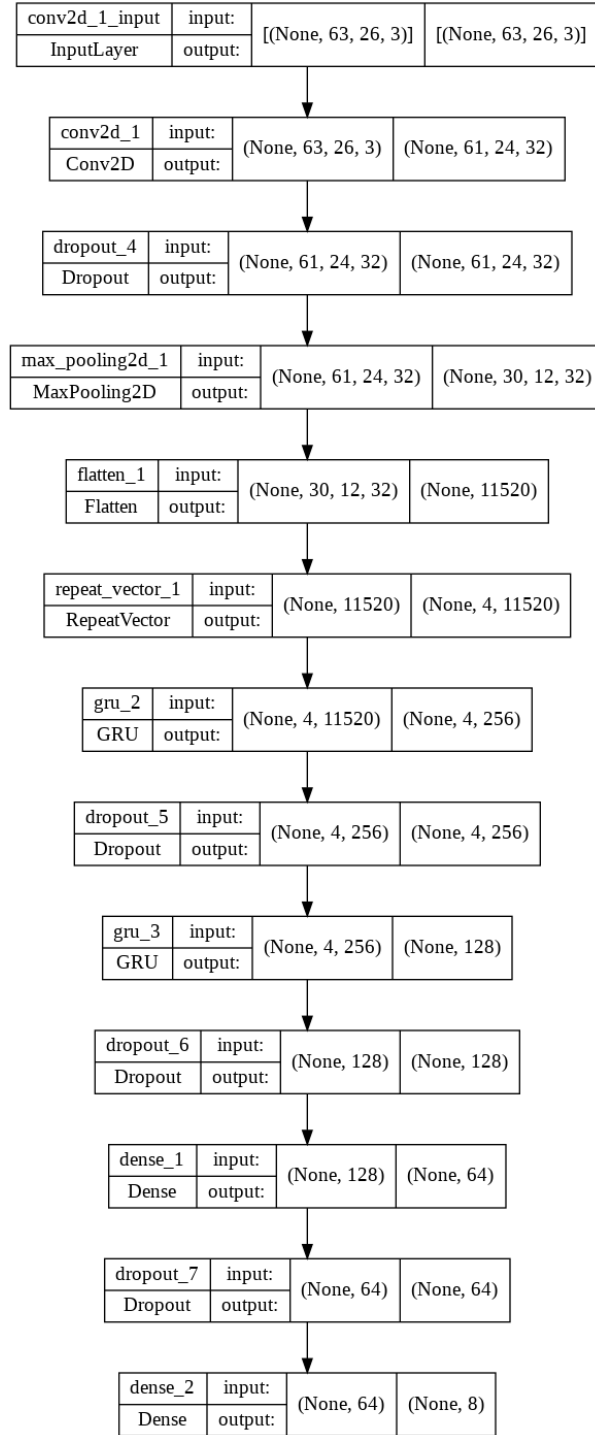 conv2d_1_input input: [(None, 63, 26, 3)] [(None, 63, 26, 3)]
InputLayer output:
conv2d_1 input: (None, 63, 26, 3) (None, 61, 24, 32)
Conv2D output:
dropout_4 input: (None, 61, 24, 32) (None, 61, 24, 32)
Dropout output:
max_pooling2d_1 input: (None, 61, 24, 32) (None, 30, 12, 32)
MaxPooling2D output:
flatten_1 input: (None, 30, 12, 32) (None, 11520)
Flatten output:
repeat_vector_1 input: (None, 11520) (None, 4, 11520)
RepeatVector output:
gru_2 input: (None, 4, 11520) (None, 4, 256)
GRU output:
dropout_5 input: (None, 4, 256) (None, 4, 256)
Dropout output:
gru_3 input: (None, 4, 256) (None, 128)
GRU output:
dropout_6 input: (None, 128) (None, 128)
Dropout output:
dense_1 input: (None, 128) (None, 64)
Dense output:
dropout_7 input: (None, 64) (None, 64)
Dropout output:
dense_2 input: (None, 64) (None, 8)
Dense output: